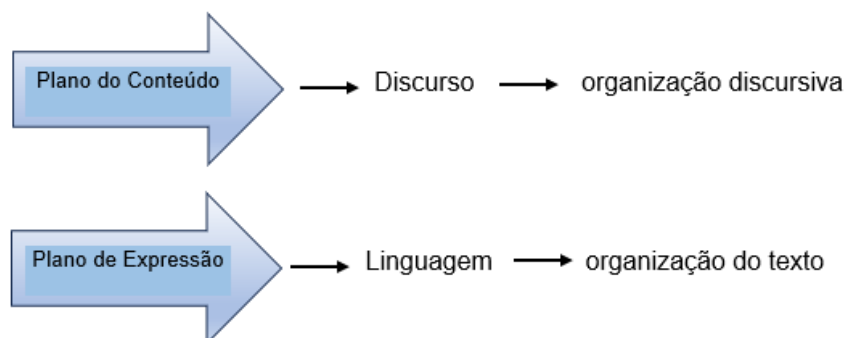 Plano do Conteúdo Discurso organização discursiva
Plano de Expressão Linguagem organização do texto